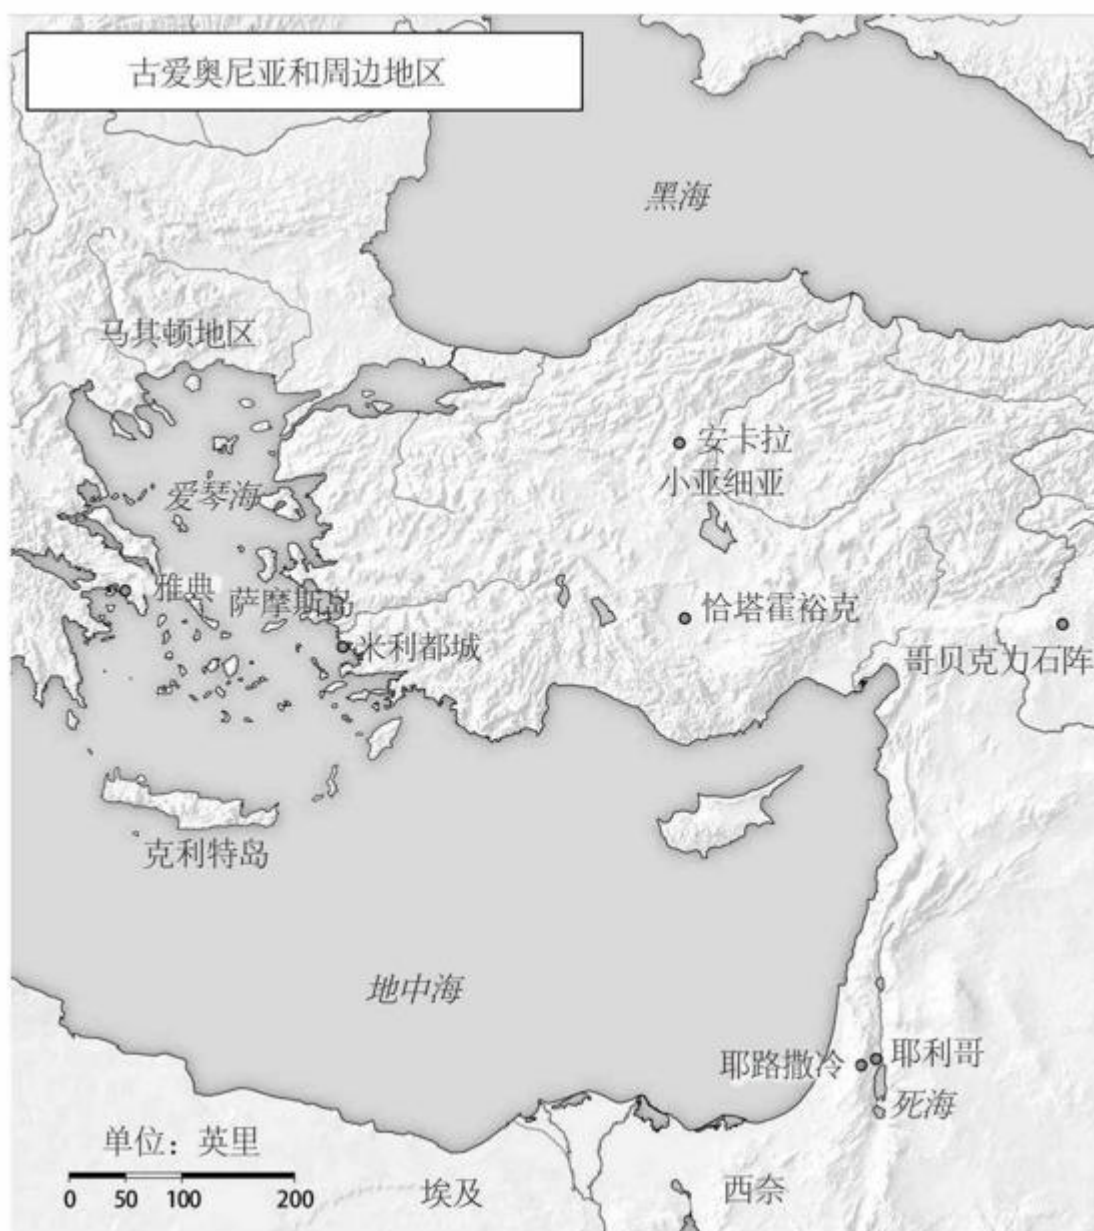 古爱奥尼亚和周边地区
黑海
马其顿地区
安卡拉
小亚细亚
爱琴海
雅典
萨摩斯岛
恰塔霍裕克
米利都城
哥贝克力石阵
克利特岛
地中海
耶路撒冷
耶利哥
死海
单位：英里
0 50 100 200
埃及
西奈